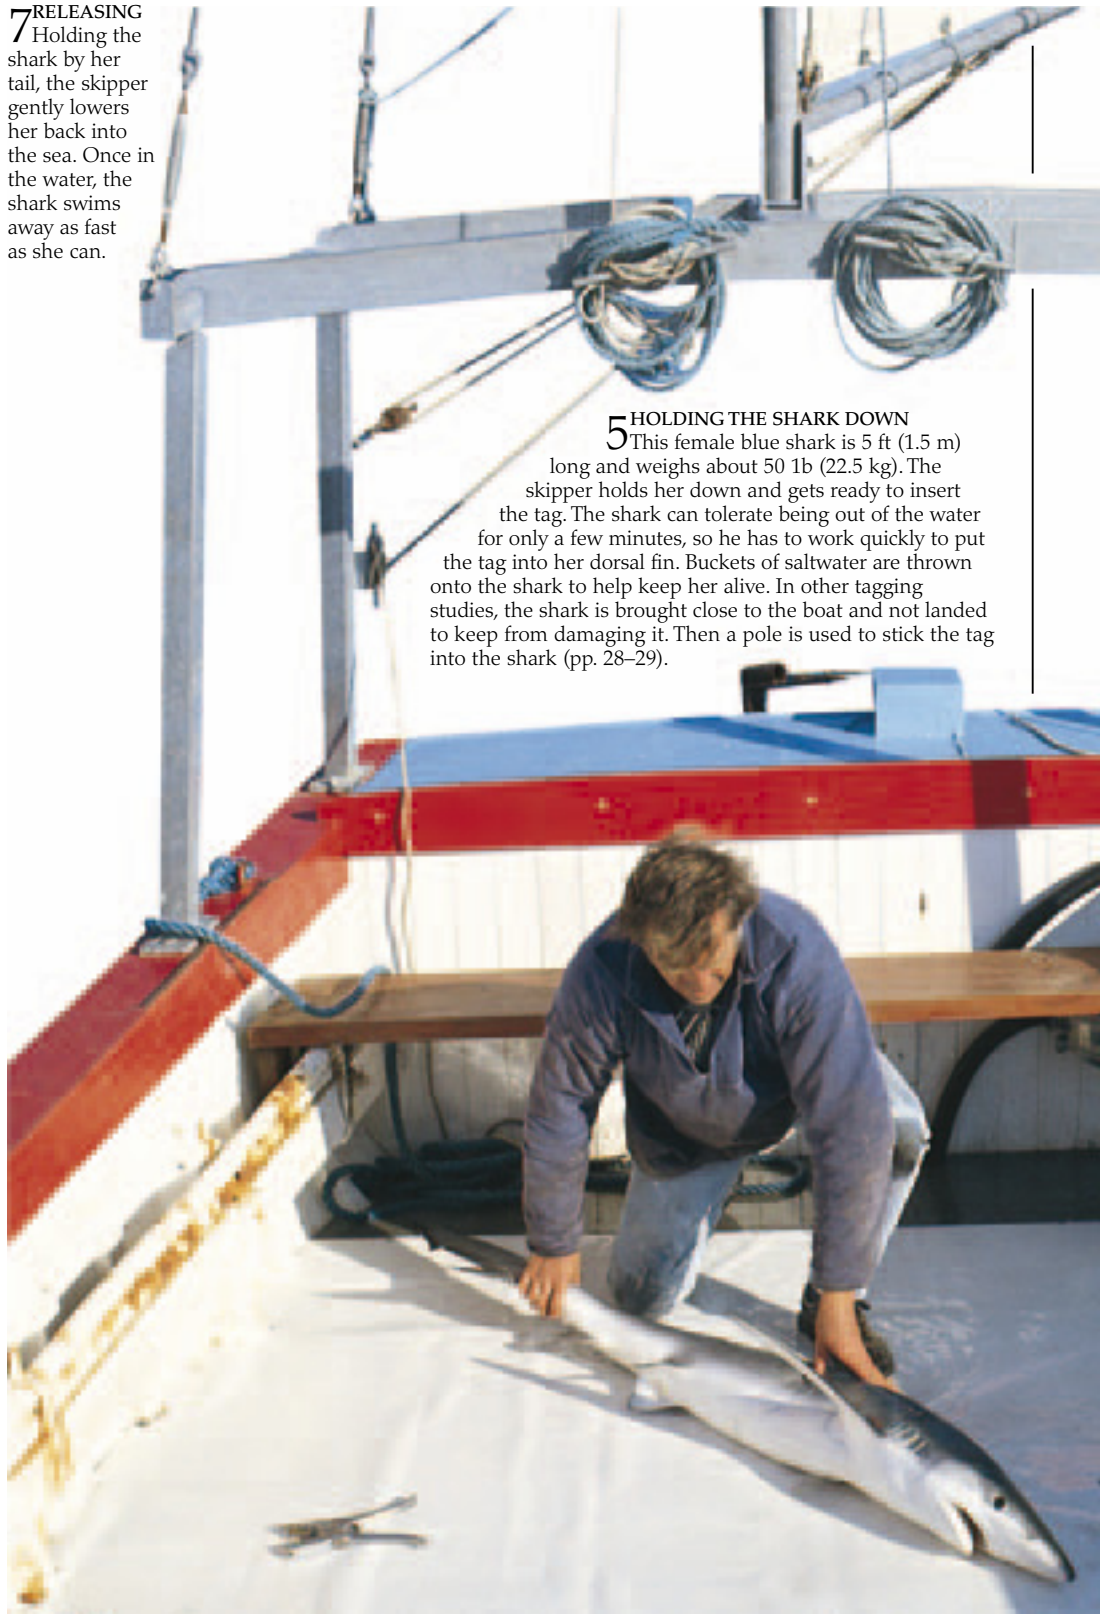 7 RELEASING
Holding the
shark by her
tail, the skipper
gently lowers
her back into
the sea. Once in
the water, the
shark swims
away as fast
as she can.
5 HOLDING THE SHARK DOWN
This female blue shark is 5 ft (1.5 m)
long and weighs about 50 1b (22.5 kg). The
skipper holds her down and gets ready to insert
the tag. The shark can tolerate being out of the water
for only a few minutes, so he has to work quickly to put
the tag into her dorsal fin. Buckets of saltwater are thrown
onto the shark to help keep her alive. In other tagging
studies, the shark is brought close to the boat and not landed
to keep from damaging it. Then a pole is used to stick the tag
into the shark (pp. 28–29).